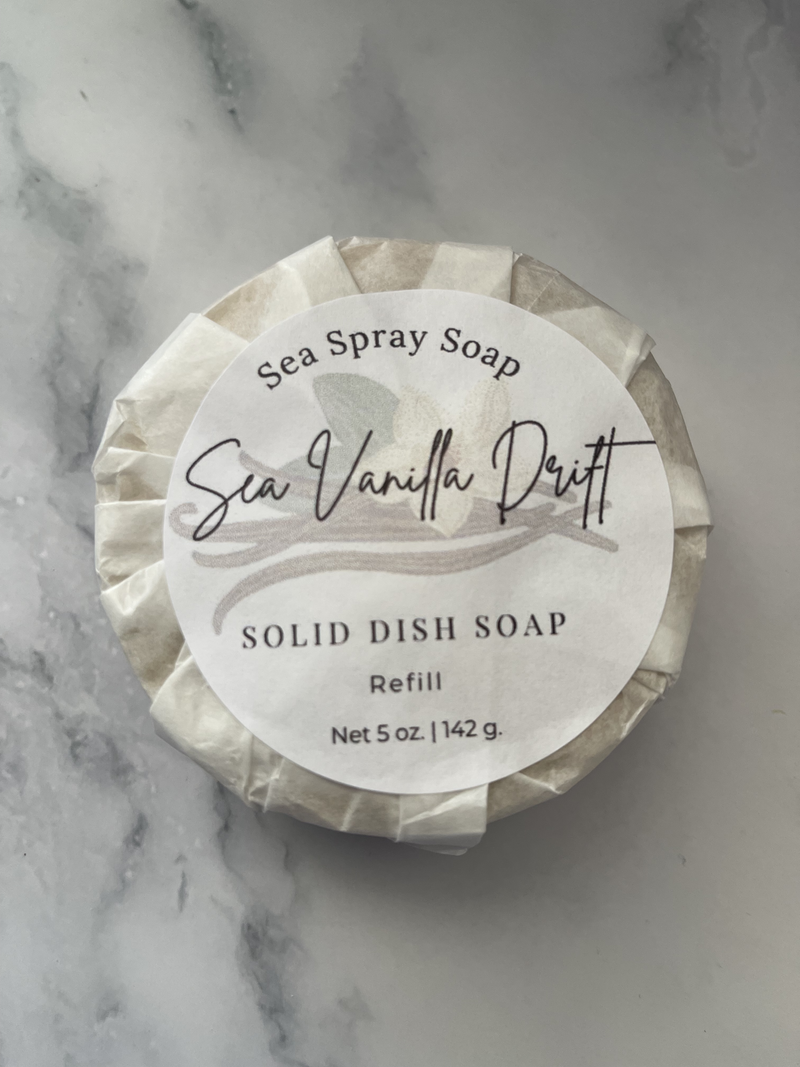 Sea Spray Soap
Sea Vanilla Drift
SOLID DISH SOAP
Refill
Net 5 oz. | 142 g.